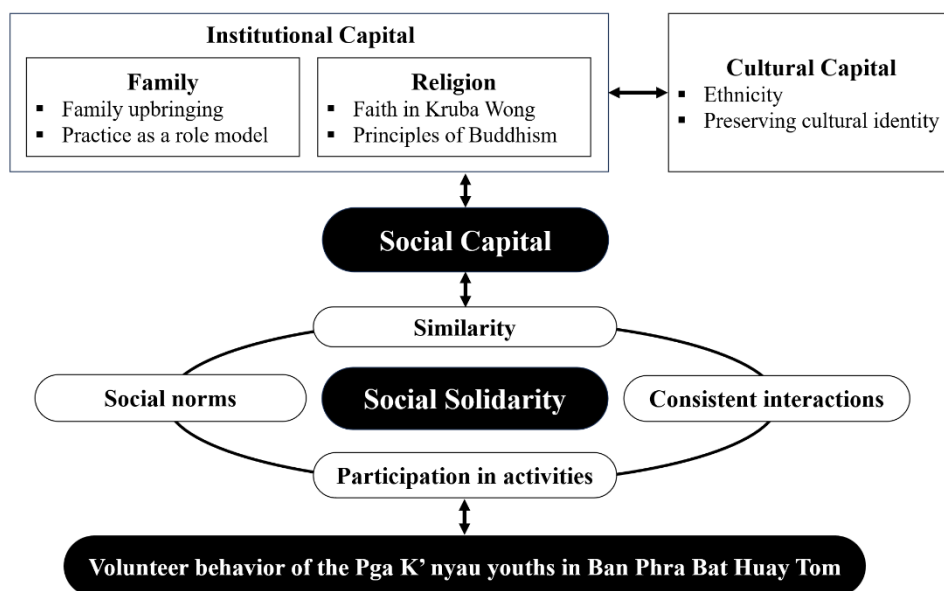 Institutional Capital
Family
▪ Family upbringing
▪ Practice as a role model
Religion
▪ Faith in Kruba Wong
▪ Principles of Buddhism
Cultural Capital
▪ Ethnicity
▪ Preserving cultural identity
Social Capital
Similarity
Social norms
Social Solidarity
Consistent interactions
Participation in activities
Volunteer behavior of the Pga K’ nyau youths in Ban Phra Bat Huay Tom